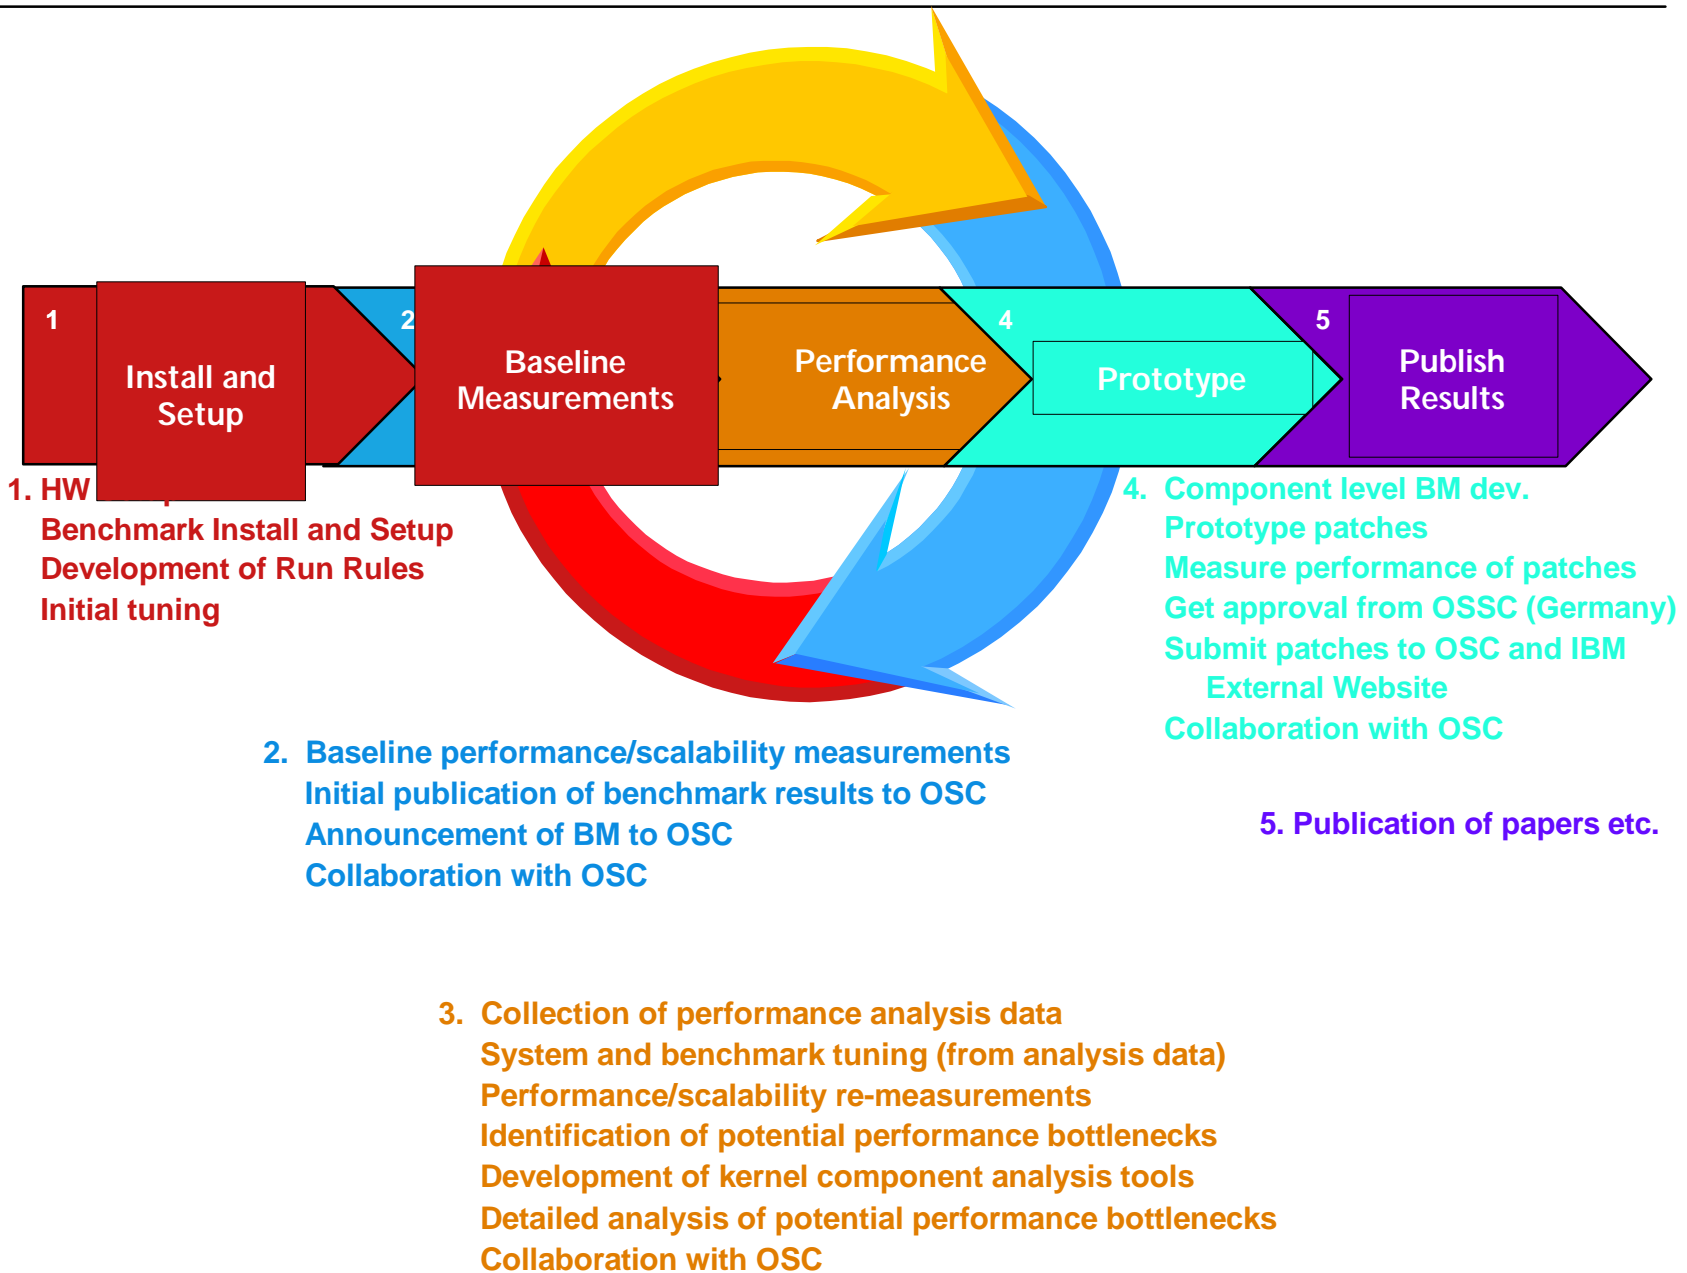 1
Install and
Setup
2
Baseline
Measurements
Performance
Analysis
4
Prototype
5
Publish
Results
1. HW
Benchmark Install and Setup
Development of Run Rules
Initial tuning
4. Component level BM dev.
Prototype patches
Measure performance of patches
Get approval from OSSC (Germany)
Submit patches to OSC and IBM
External Website
Collaboration with OSC
2. Baseline performance/scalability measurements
Initial publication of benchmark results to OSC
Announcement of BM to OSC
Collaboration with OSC
5. Publication of papers etc.
3. Collection of performance analysis data
System and benchmark tuning (from analysis data)
Performance/scalability re-measurements
Identification of potential performance bottlenecks
Development of kernel component analysis tools
Detailed analysis of potential performance bottlenecks
Collaboration with OSC